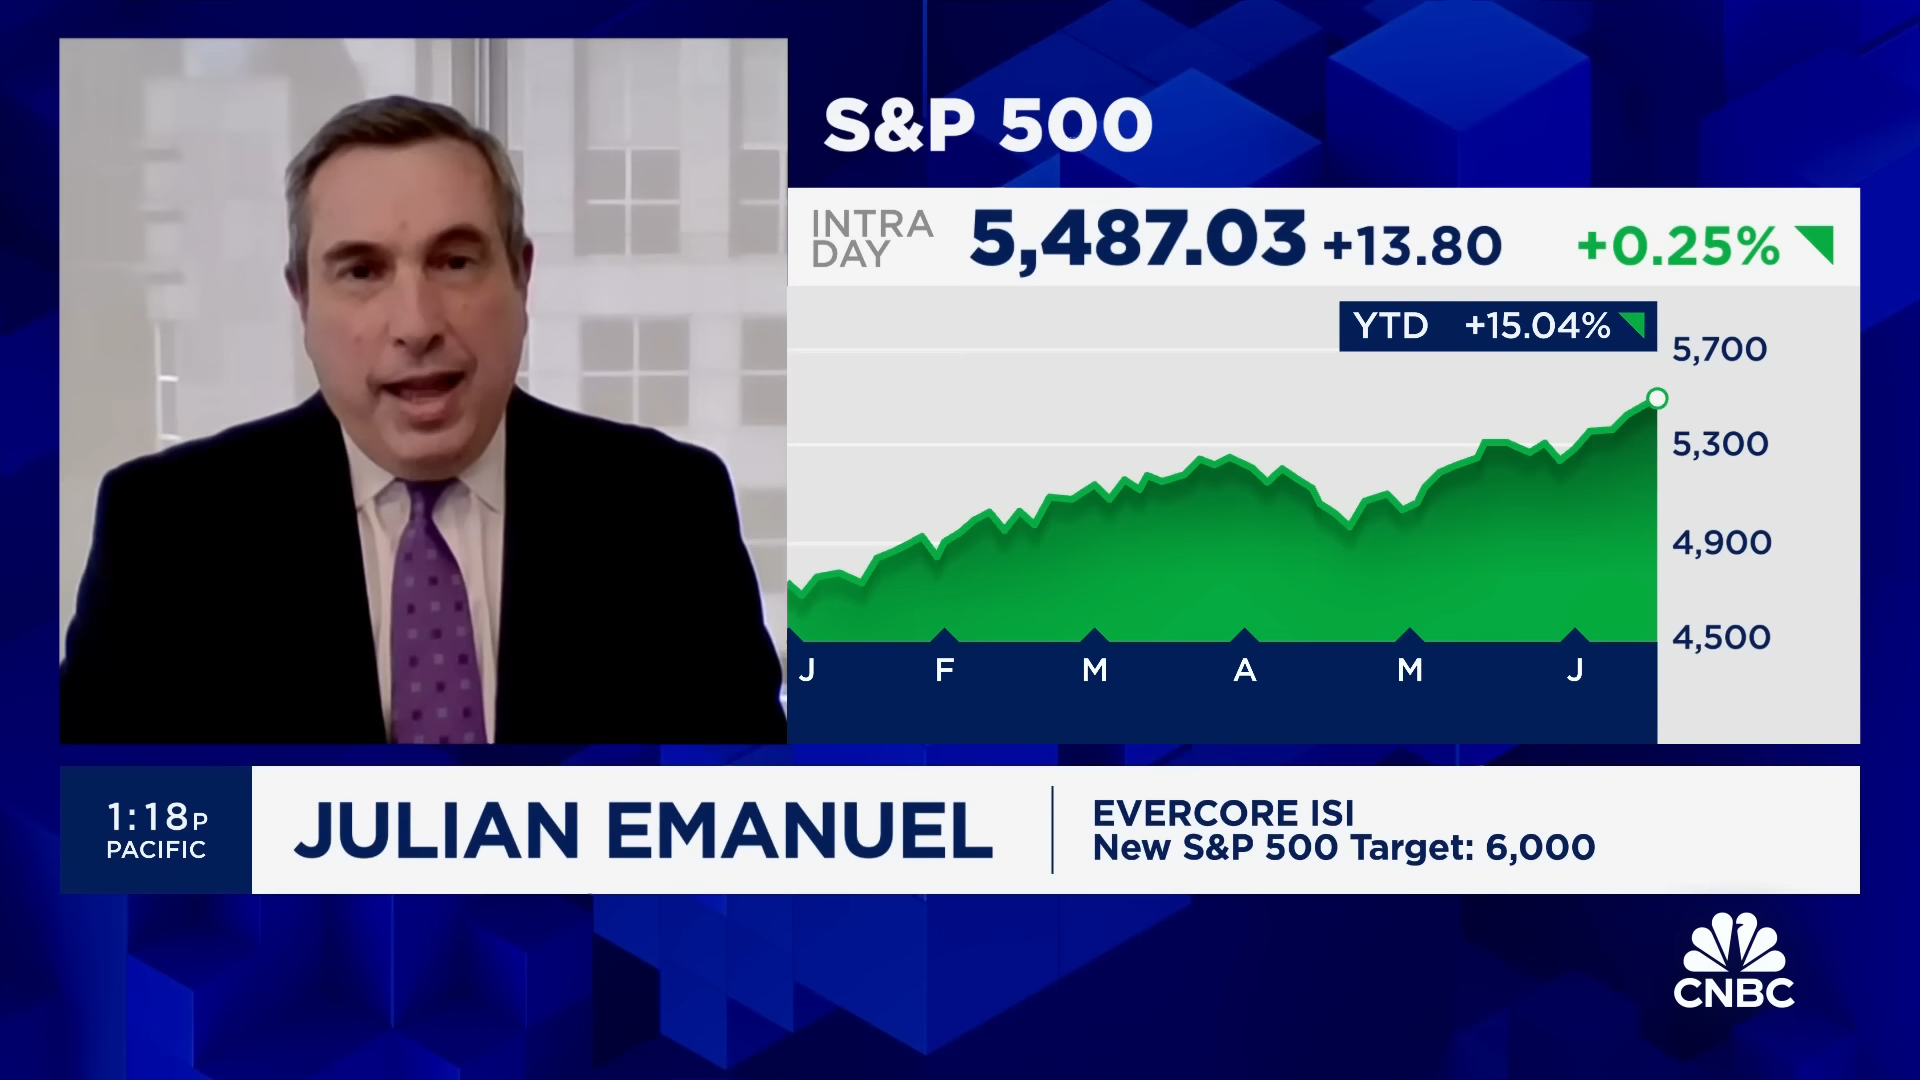 S&P 500
INTRA DAY 5,487.03 +13.80 +0.25%
YTD +15.04%
5,700
5,300
4,900
4,500
J F M A M J
1:18P
PACIFIC
JULIAN EMANUEL
EVERCORE ISI
New S&P 500 Target: 6,000
CNBC